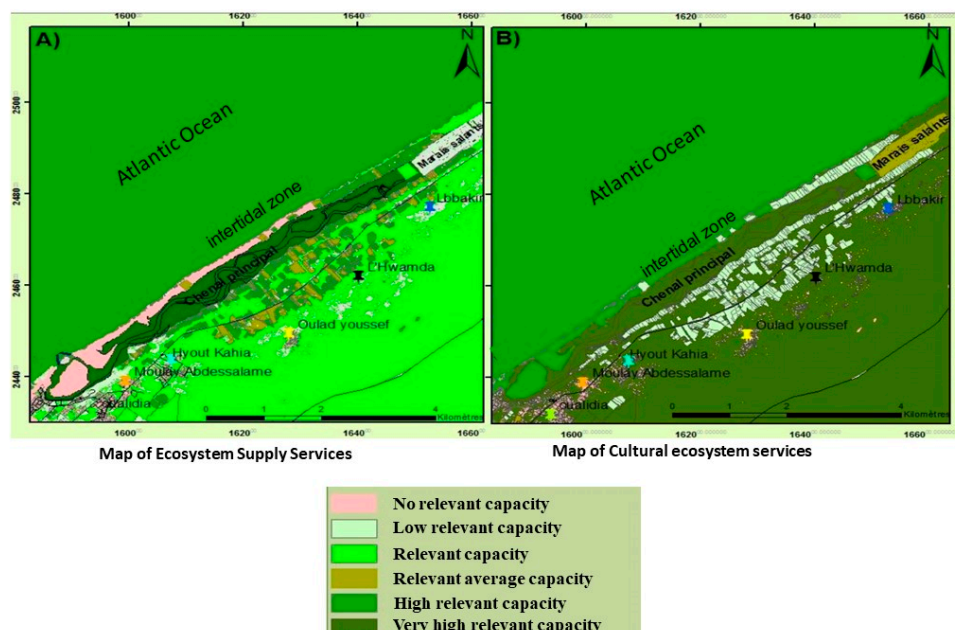 1600 1620 1640 1660
1600 1620 1640 1660
A)
N
Atlantic Ocean
intertidal zone
Marais salants
Lbbakir
Chenal principal
L'Hwamda
Oulad youssef
Hyout Kahia
Moulay Abdessalame
ualidia
0 2 4
Kilomètres
2500
2480
2460
2440
1600 1620 1640 1660
Map of Ecosystem Supply Services
B)
N
Atlantic Ocean
intertidal zone
Marais salants
Lbbakir
Chenal principal
L'Hwamda
Oulad youssef
Hyout Kahia
Moulay Abdessalame
ualidia
0 1 2 4
Kilomètres
1600 1620 1640 1660
Map of Cultural ecosystem services
No relevant capacity
Low relevant capacity
Relevant capacity
Relevant average capacity
High relevant capacity
Very high relevant capacity